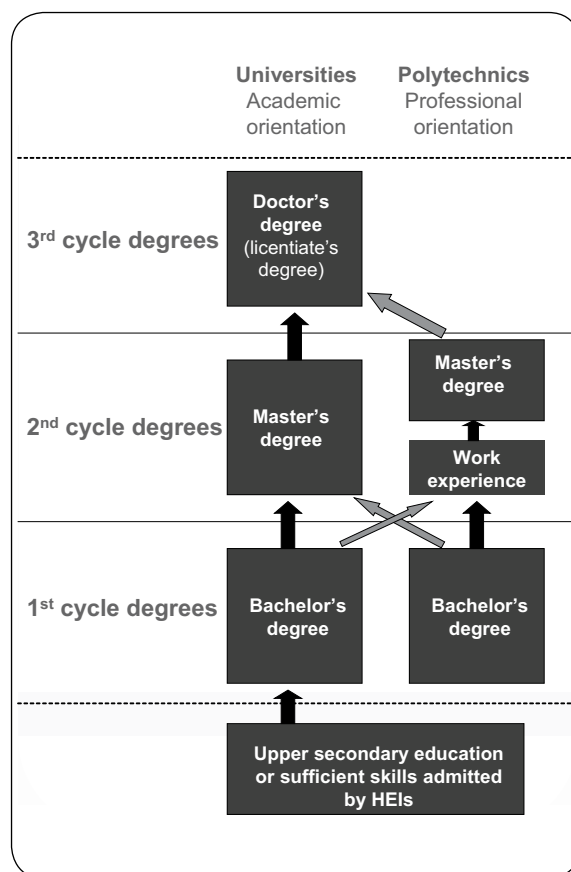 Universities
Academic
orientation
Polytechnics
Professional
orientation
3rd cycle degrees
Doctor's
degree
(licentiate's
degree)
2nd cycle degrees
Master's
degree
Master's
degree
Work
experience
1st cycle degrees
Bachelor's
degree
Bachelor's
degree
Upper secondary education
or sufficient skills admitted
by HEIs